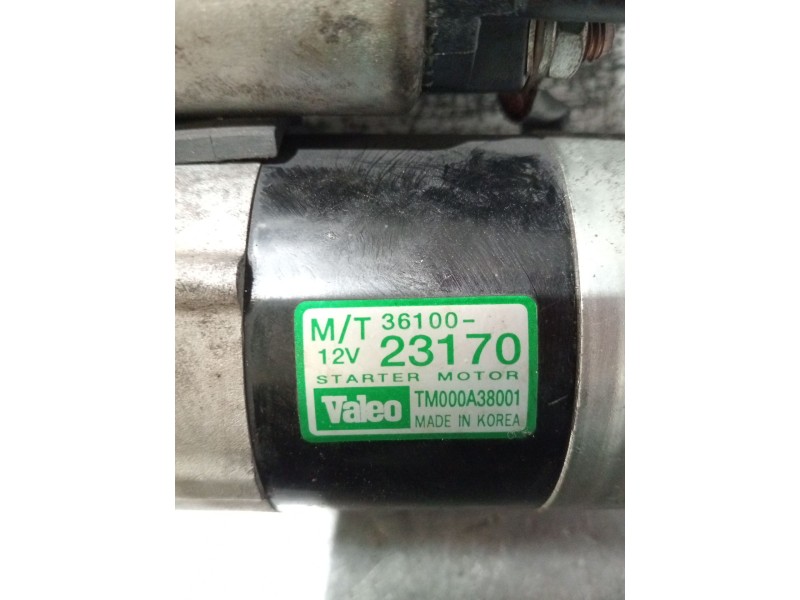 M/T 36100-
12V 23170
STARTER MOTOR
Valeo TM000A38001
MADE IN KOREA